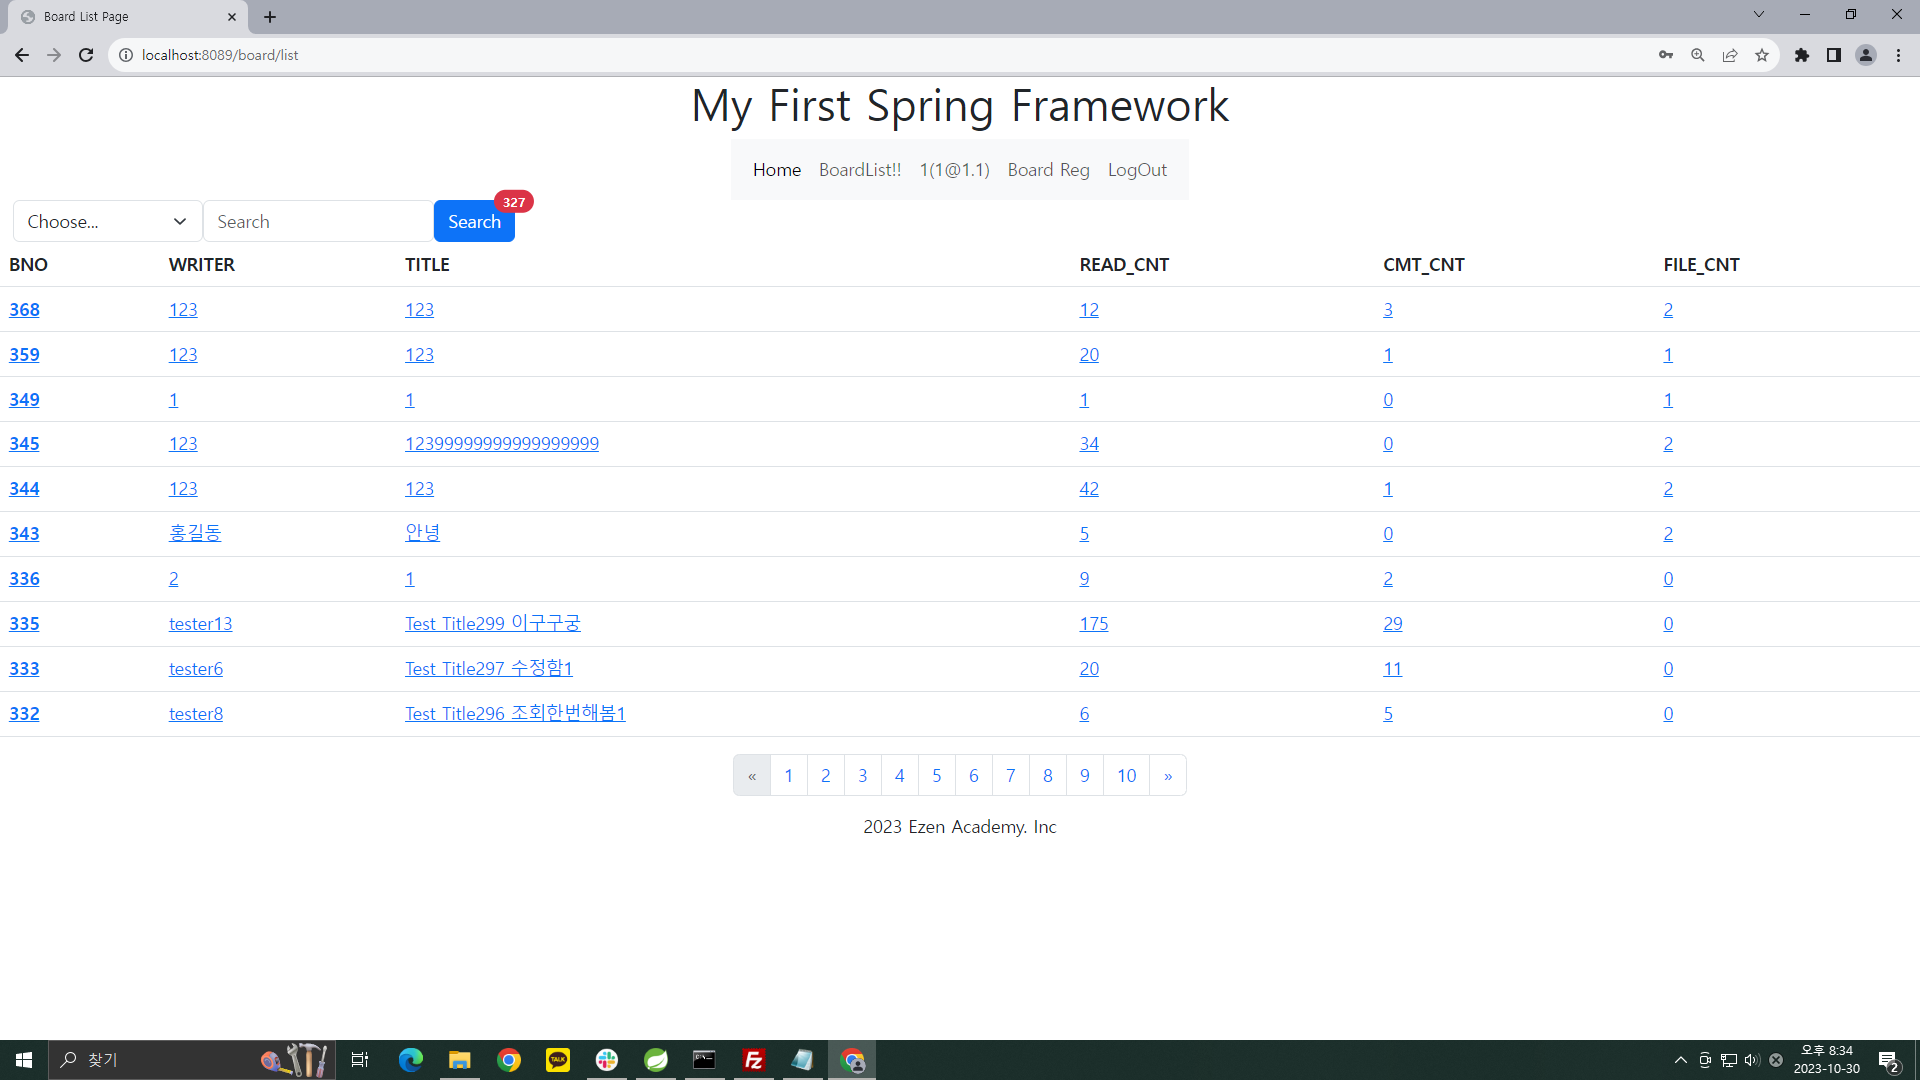 Board List Page
localhost:8089/board/list
My First Spring Framework
Home BoardList!! 1(1@1.1) Board Reg LogOut
Choose... Search Search 327
BNO WRITER TITLE READ_CNT CMT_CNT FILE_CNT
368 123 123 12 3 2
359 123 123 20 1 1
349 1 1 1 0 1
345 123 12399999999999999999 34 0 2
344 123 123 42 1 2
343 홍길동 안녕 5 0 2
336 2 1 9 2 0
335 tester13 Test Title299 이구구궁 175 29 0
333 tester6 Test Title297 수정함1 20 11 0
332 tester8 Test Title296 조회한번해봄1 6 5 0
« 1 2 3 4 5 6 7 8 9 10 »
2023 Ezen Academy. Inc
찾기
TALK
Fz
오후 8:34
2023-10-30
2